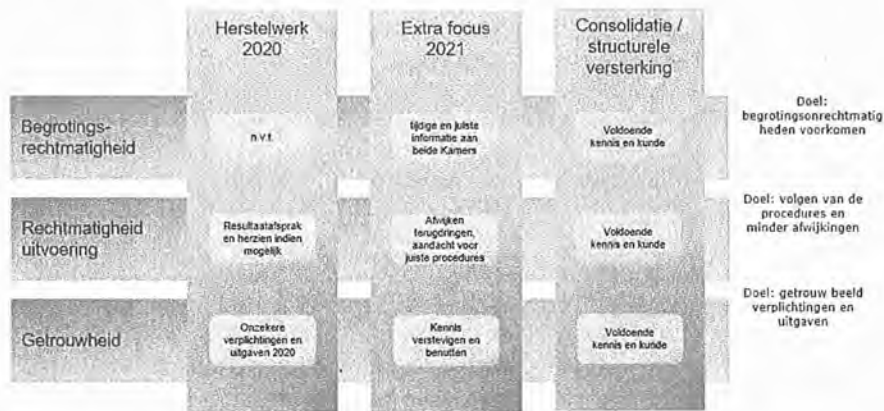 Herstelwerk
2020
Extra focus
2021
Consolidatie /
structurele
versterking
Begrotings-
rechtmatigheid
n.v.t.
tijdige en juiste
informatie aan
beide Kamers
Voldoende
kennis en kunde
Doel:
begrotingsonrechtmatig
heden voorkomen
Rechtmatigheid
uitvoering
Resultaatafsprak
en herzien indien
mogelijk
Afwijken
terugdringen,
aandacht voor
juiste procedures
Voldoende
kennis en kunde
Doel: volgen van de
procedures en
minder afwijkingen
Getrouwheid
Onzekere
verplichtingen en
uitgaven 2020
Kennis
verstevigen en
benutten
Voldoende
kennis en kunde
Doel: getrouw beeld
verplichtingen en
uitgaven